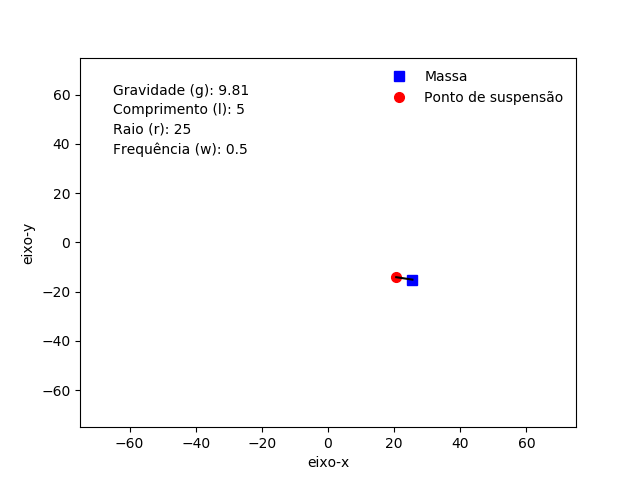 Gravidade (g): 9.81
Comprimento (l): 5
Raio (r): 25
Frequência (w): 0.5
Massa
Ponto de suspensão
60
40
20
0
−20
−40
−60
eixo-y
−60 −40 −20 0 20 40 60
eixo-x